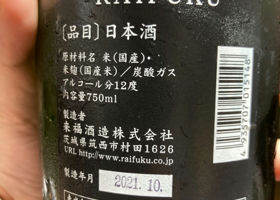 RAIFUKU
〔品目〕日本酒
原材料名 米(国産)・
米麹(国産米)/炭酸ガス
アルコール分12度
内容量750ml
製造者
来福酒造株式会社
茨城県筑西市村田1626
URL http://www.raifuku.co.jp
製造年月 2021.10.
4935707015148